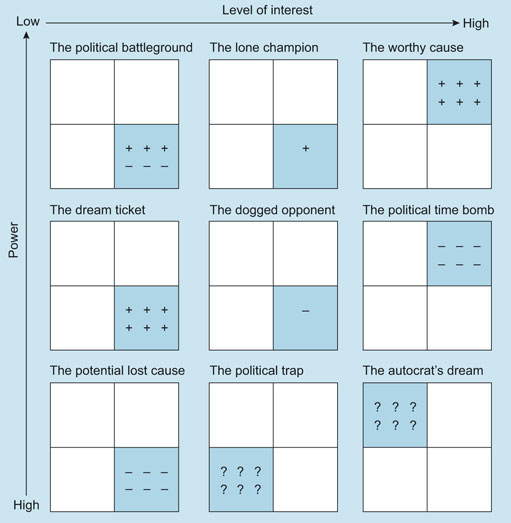 Level of interest
Low
High
The political battleground
The lone champion
The worthy cause
+ + +
+ + +
+ + +
– – –
+
The dream ticket
The dogged opponent
The political time bomb
– – –
– – –
+ + +
+ + +
–
Power
The potential lost cause
The political trap
The autocrat's dream
? ? ?
? ? ?
– – –
– – –
? ? ?
? ? ?
High